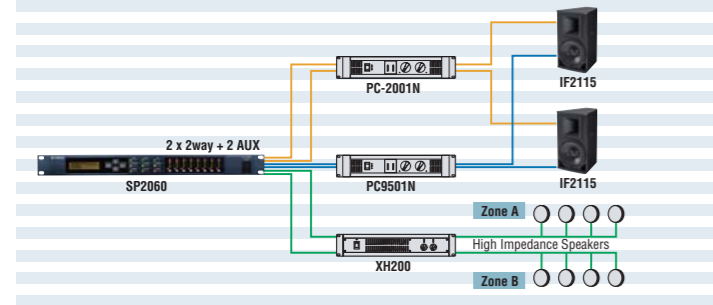 PC-2001N
IF2115
2 x 2way + 2 AUX
SP2060
PC9501N
IF2115
Zone A
High Impedance Speakers
XH200
Zone B